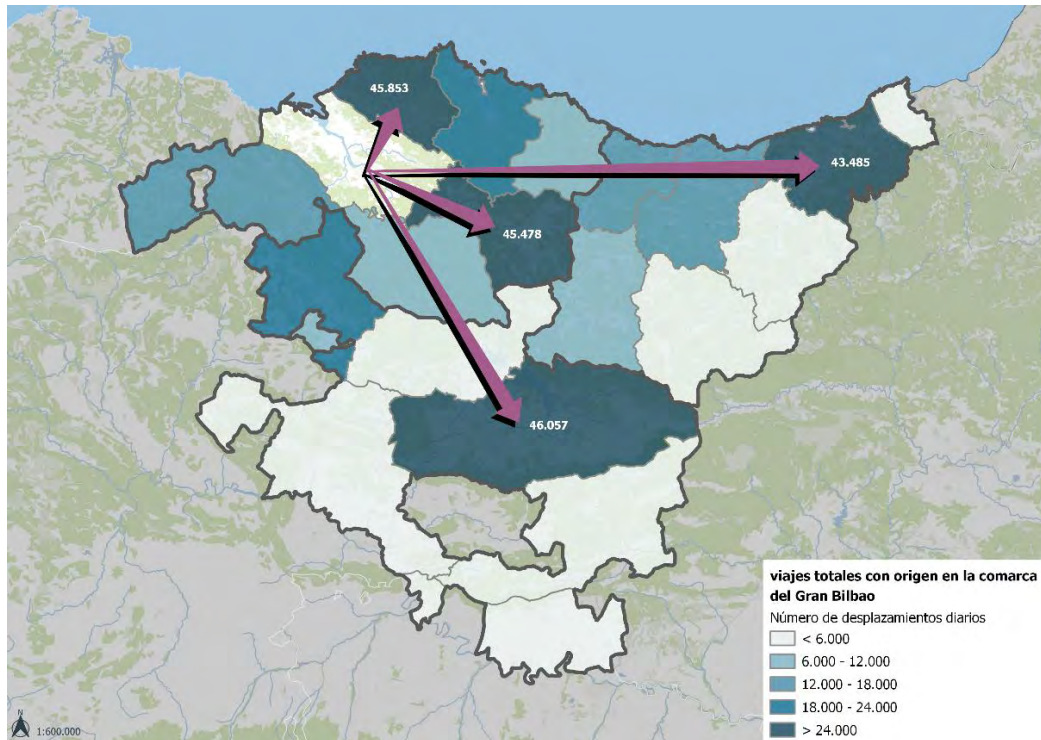 45.853
43.485
45.478
46.057
viajes totales con origen en la comarca
del Gran Bilbao
Número de desplazamientos diarios
< 6.000
6.000 - 12.000
12.000 - 18.000
18.000 - 24.000
> 24.000
N
1:600.000